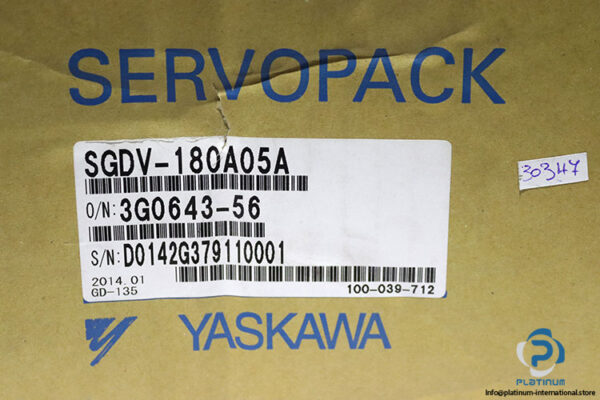 SERVOPACK
SGDV-180A05A
30347
O/N: 3G0643-56
S/N: D0142G379110001
2014.01
GD-135
100-039-712
YASKAWA
PLATINUM
info@platinum-international.store